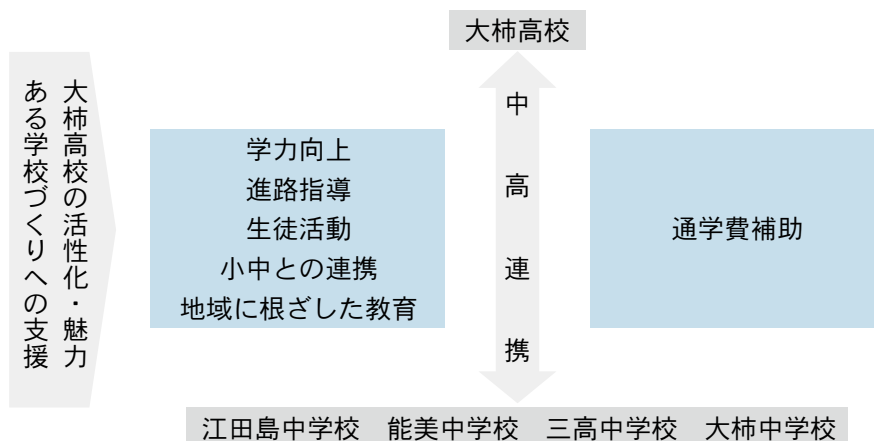 大柿高校
大柿高校の活性化・魅力
ある学校づくりへの支援
学力向上
進路指導
生徒活動
小中との連携
地域に根ざした教育
中高連携
通学費補助
江田島中学校　能美中学校　三高中学校　大柿中学校